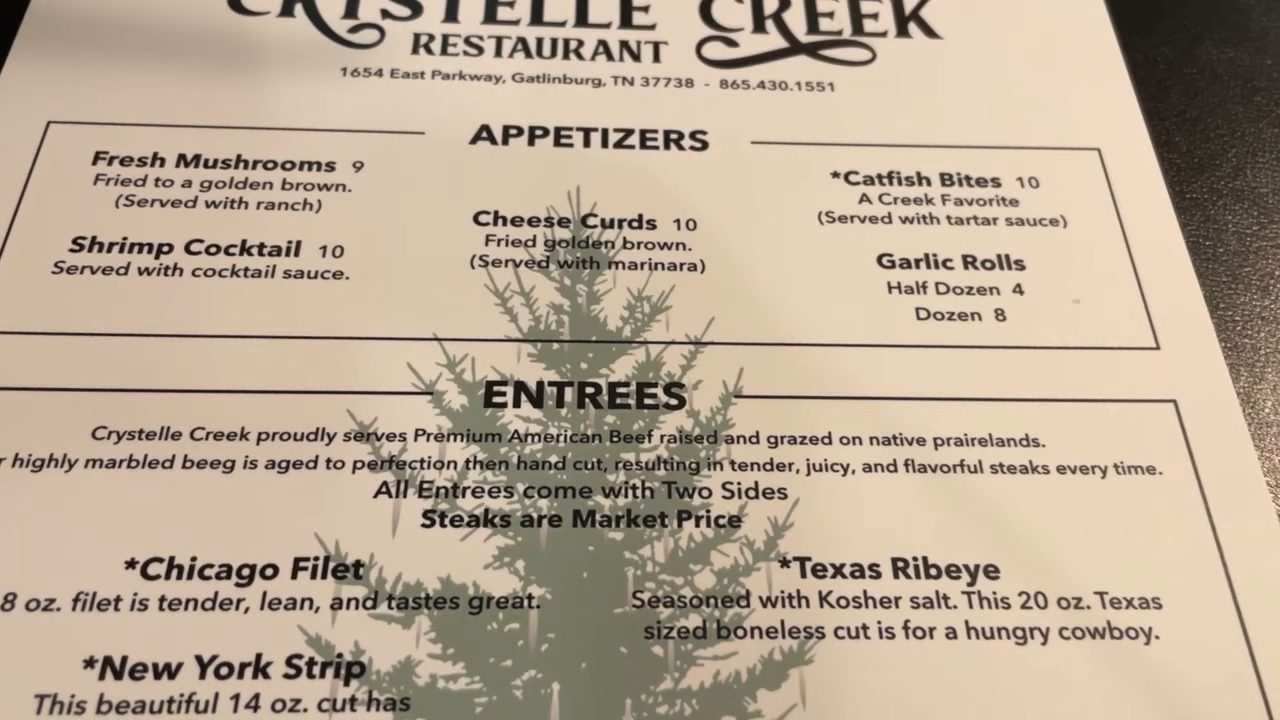 CRYSTELLE CREEK
RESTAURANT
1654 East Parkway, Gatlinburg, TN 37738 - 865.430.1551
APPETIZERS
Fresh Mushrooms 9
Fried to a golden brown.
(Served with ranch)
Shrimp Cocktail 10
Served with cocktail sauce.
Cheese Curds 10
Fried golden brown.
(Served with marinara)
*Catfish Bites 10
A Creek Favorite
(Served with tartar sauce)
Garlic Rolls
Half Dozen 4
Dozen 8
ENTREES
Crystelle Creek proudly serves Premium American Beef raised and grazed on native prairelands.
highly marbled beeg is aged to perfection then hand cut, resulting in tender, juicy, and flavorful steaks every time.
All Entrees come with Two Sides
Steaks are Market Price
*Chicago Filet
8 oz. filet is tender, lean, and tastes great.
*New York Strip
This beautiful 14 oz. cut has
*Texas Ribeye
Seasoned with Kosher salt. This 20 oz. Texas
sized boneless cut is for a hungry cowboy.